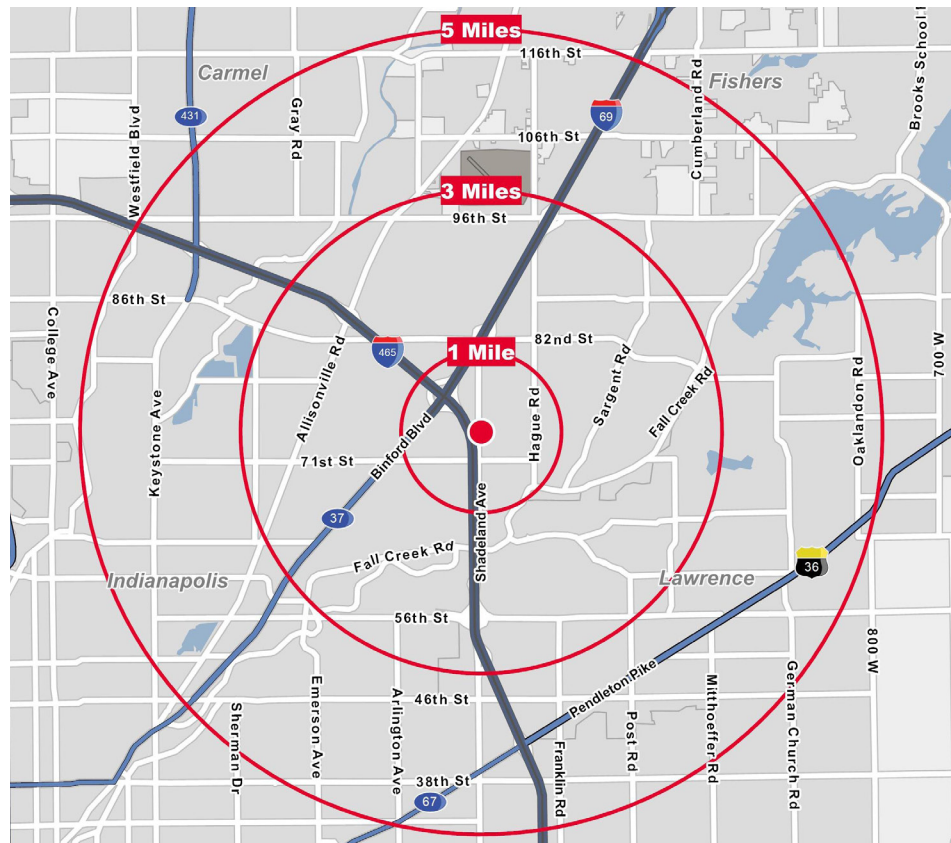 5 Miles
116th St
Carmel
Fishers
Brooks School
431
69
Gray Rd
Cumberland Rd
106th St
Westfield Blvd
3 Miles
96th St
86th St
82nd St
465
1 Mile
College Ave
700 W
Allisonville Rd
Sargent Rd
Oaklandon Rd
Fall Creek Rd
Hague Rd
Keystone Ave
Binford Blvd
71st St
37
Shadeland Ave
Fall Creek Rd
36
Indianapolis
Lawrence
56th St
800 W
46th St
Pendleton Pike
Emerson Ave
Arlington Ave
Sherman Dr
Mitthoeffer Rd
German Church Rd
Post Rd
Franklin Rd
38th St
67